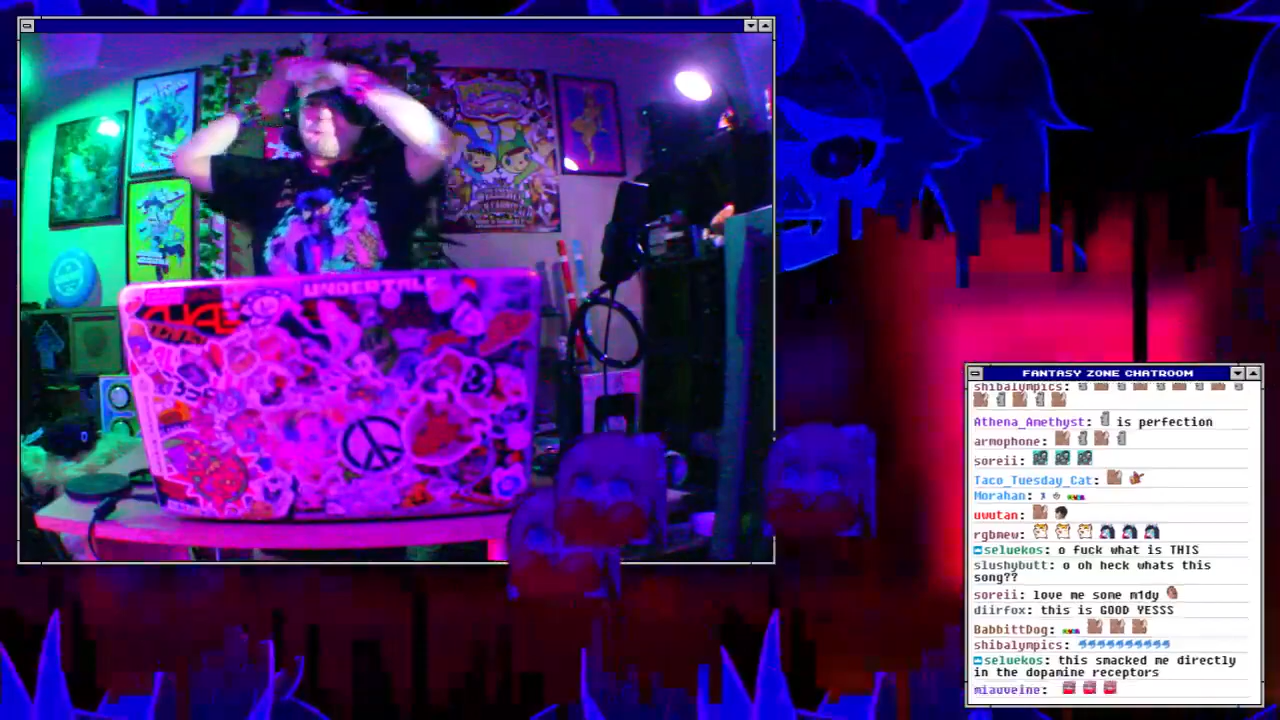 UNDERTALE
FANTASY ZONE CHATROOM
shibalympics:
Athena_Amethyst: is perfection
armophone:
soreii:
Taco_Tuesday_Cat:
Morahan:
uwutan:
rgbmew:
seluekos: o fuck what is THIS
slushybutt: o oh heck whats this
song??
soreii: love me some m1dy
diirfox: this is GOOD YESSS
BabbittDog:
shibalympics:
seluekos: this smacked me directly
in the dopamine receptors
miauveine: